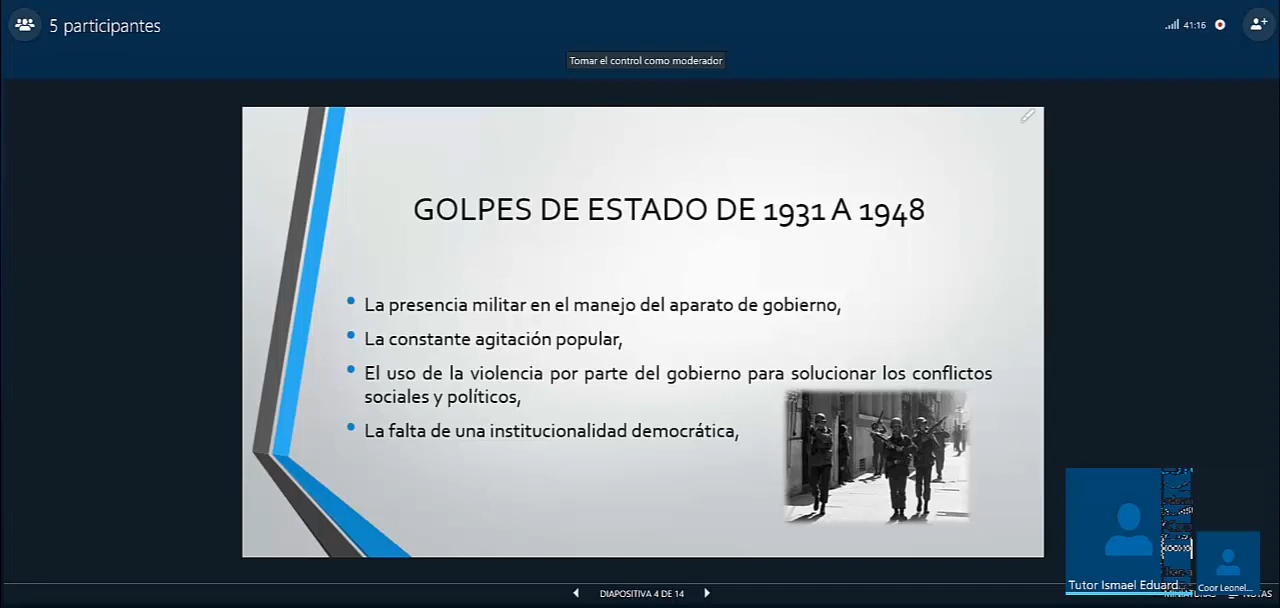 5 participantes
41:16
Tomar el control como moderador
GOLPES DE ESTADO DE 1931 A 1948
La presencia militar en el manejo del aparato de gobierno,
La constante agitación popular,
El uso de la violencia por parte del gobierno para solucionar los conflictos
sociales y políticos,
La falta de una institucionalidad democrática,
Tutor Ismael Eduard...
Coor Leonel...
DIAPOSITIVA 4 DE 14
NOTAS